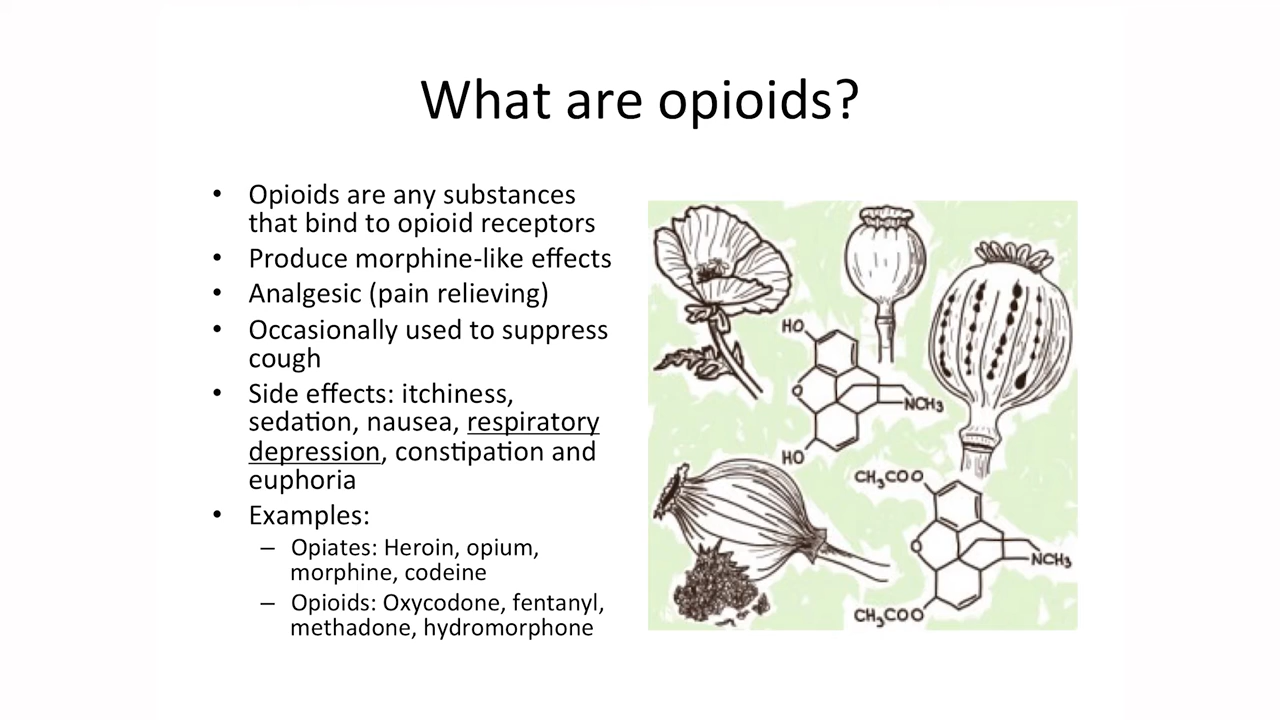 What are opioids?
• Opioids are any substances
that bind to opioid receptors
• Produce morphine-like effects
• Analgesic (pain relieving)
• Occasionally used to suppress
cough
• Side effects: itchiness,
sedation, nausea, respiratory
depression, constipation and
euphoria
• Examples:
– Opiates: Heroin, opium,
morphine, codeine
– Opioids: Oxycodone, fentanyl,
methadone, hydromorphone
HO
O
NCH3
HO
CH3COO
O
NCH3
CH3COO